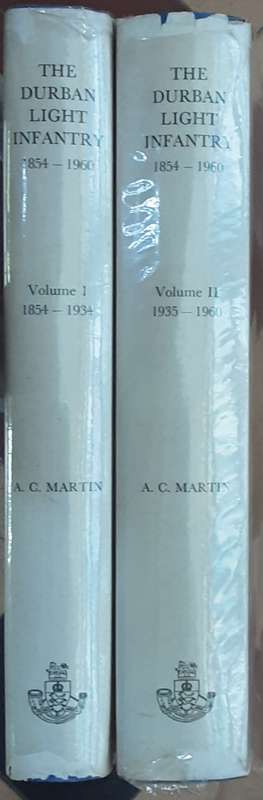 THE
DURBAN
LIGHT
INFANTRY
1854 – 1960
Volume I
1854 – 1934
A. C. MARTIN
THE
DURBAN
LIGHT
INFANTRY
1854 – 1960
Volume II
1935 – 1960
A. C. MARTIN